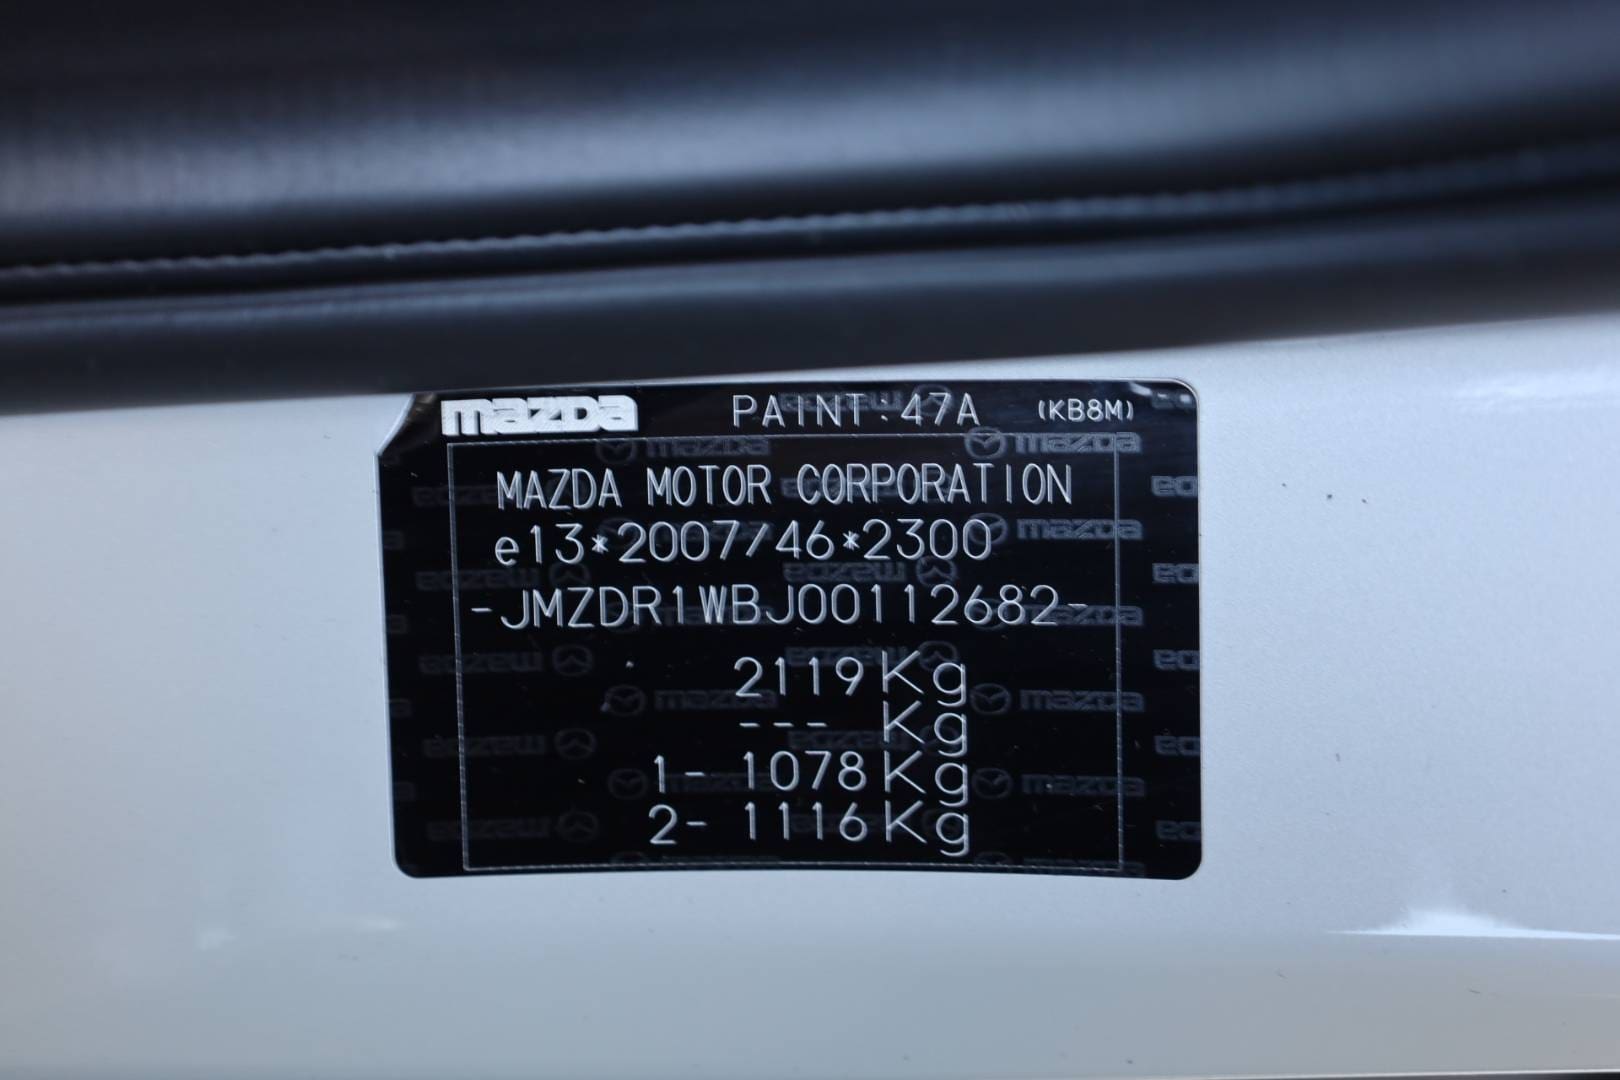 mazda PAINT: 47A (KB8M)
MAZDA MOTOR CORPORATION
e13*2007/46*2300
-JMZDR1WBJ00112682-
2119Kg
--- Kg
1- 1078Kg
2- 1116Kg